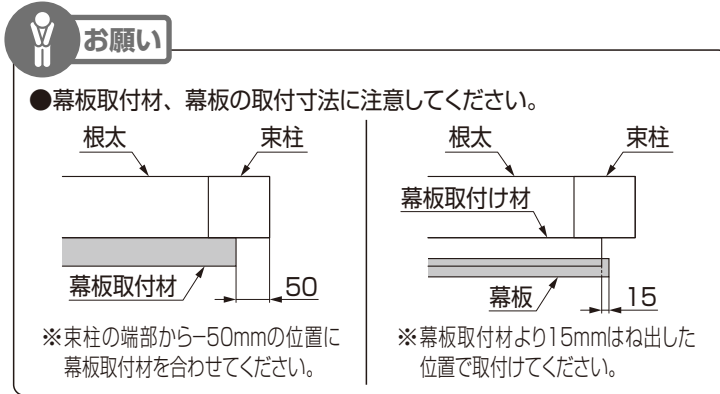 お願い
●幕板取付材、幕板の取付寸法に注意してください。
根太
束柱
幕板取付材
50
※束柱の端部から−50mmの位置に
幕板取付材を合わせてください。
根太
束柱
幕板取付け材
幕板
15
※幕板取付材より15mmはね出した
位置で取付けてください。